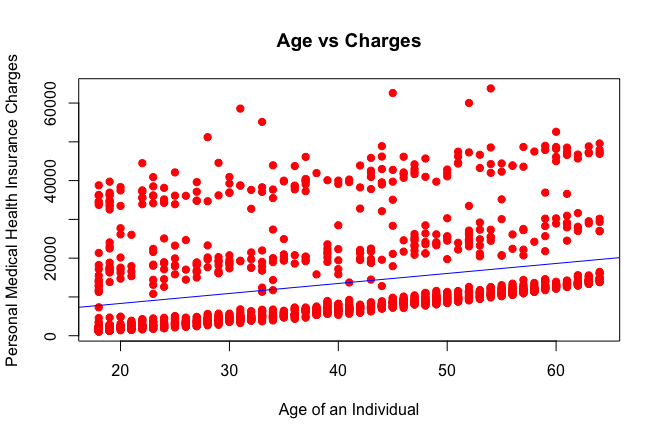 Age vs Charges
Personal Medical Health Insurance Charges
60000
40000
20000
0
20 30 40 50 60
Age of an Individual